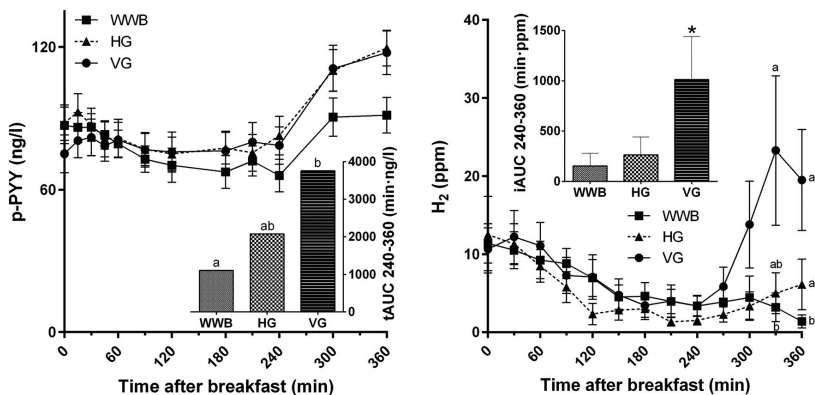 WWB
HG
VG
120
60
0
p-PYY (ng/l)
0
60
120
180
240
300
360
Time after breakfast (min)
a
ab
b
WWB
HG
VG
4000
3000
2000
1000
0
tAUC 240-360 (min·ng/l)
40
30
20
10
0
H2 (ppm)
0
60
120
180
240
300
360
Time after breakfast (min)
iAUC 240-360 (min·ppm)
1500
1000
500
0
*
WWB
HG
VG
WWB
HG
VG
a
a
ab
a
b
b